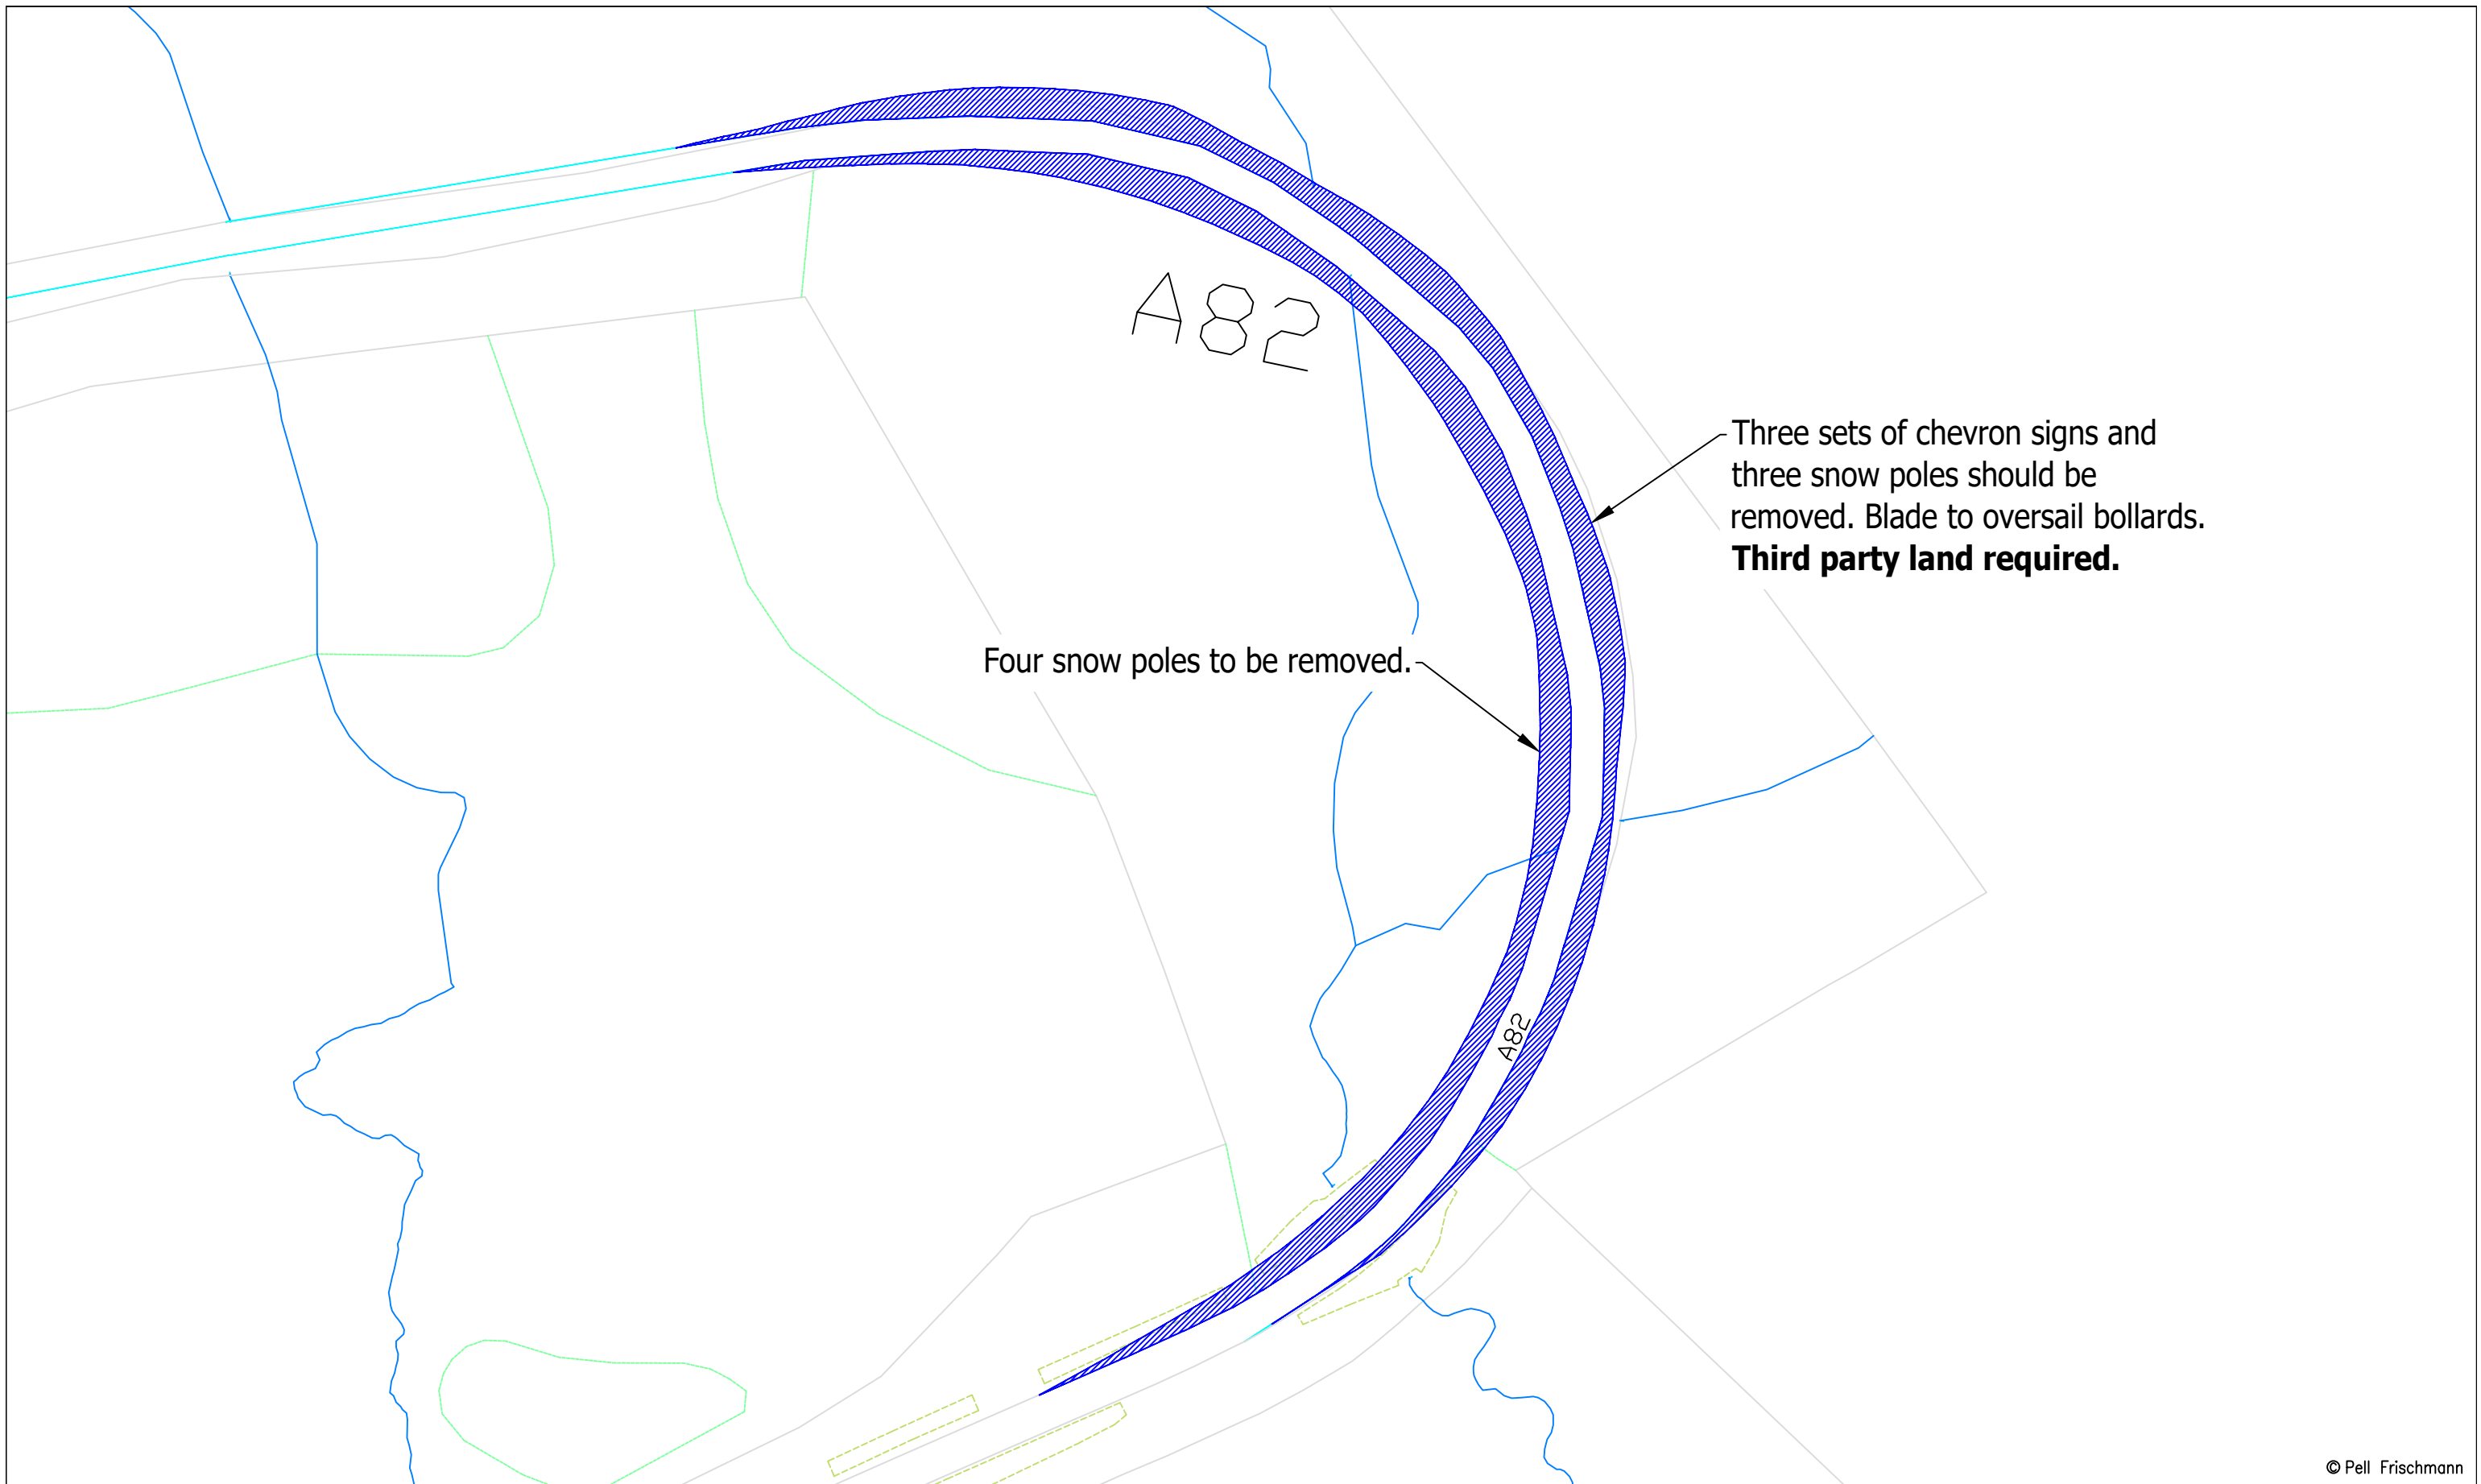 A82
Three sets of chevron signs and
three snow poles should be
removed. Blade to oversail bollards.
Third party land required.
Four snow poles to be removed.
A82
© Pell Frischmann